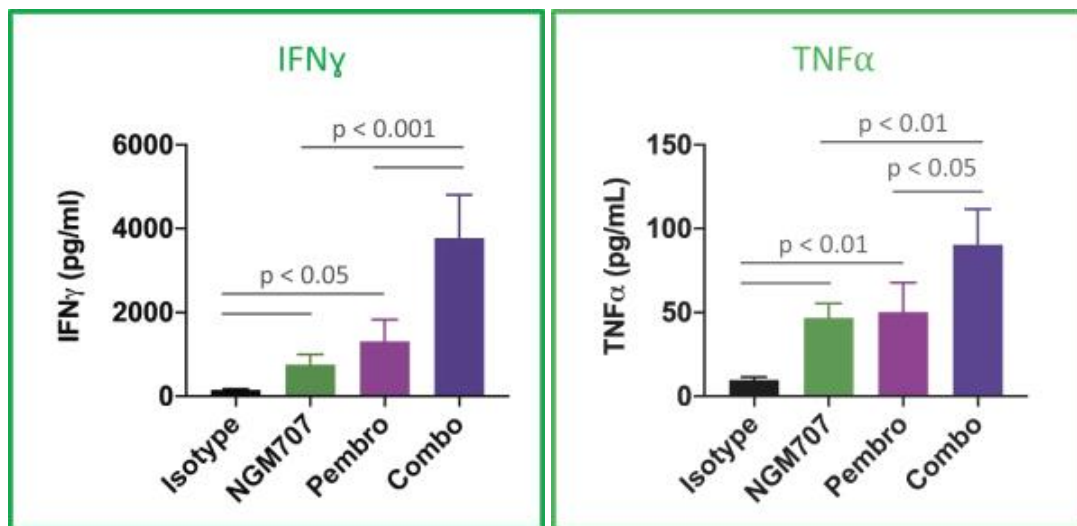 IFNɣ
p < 0.001
6000
4000
2000
0
p < 0.05
IFNγ (pg/ml)
Isotype
NGM707
Pembro
Combo
TNFα
p < 0.01
150
p < 0.05
100
p < 0.01
50
0
TNFα (pg/mL)
Isotype
NGM707
Pembro
Combo